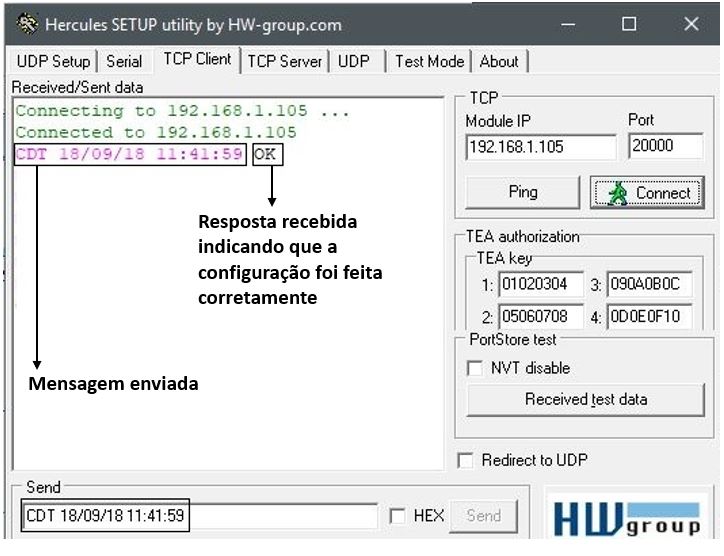 Hercules SETUP utility by HW-group.com
UDP Setup Serial TCP Client TCP Server UDP Test Mode About
Received/Sent data
Connecting to 192.168.1.105 ...
Connected to 192.168.1.105
CDT 18/09/18 11:41:59 OK
Resposta recebida
indicando que a
configuração foi feita
corretamente
Mensagem enviada
TCP
Module IP Port
192.168.1.105 20000
Ping Connect
TEA authorization
TEA key
1: 01020304 3: 090A0B0C
2: 05060708 4: 0D0E0F10
PortStore test
NVT disable
Received test data
Redirect to UDP
Send
CDT 18/09/18 11:41:59 HEX Send
HW group